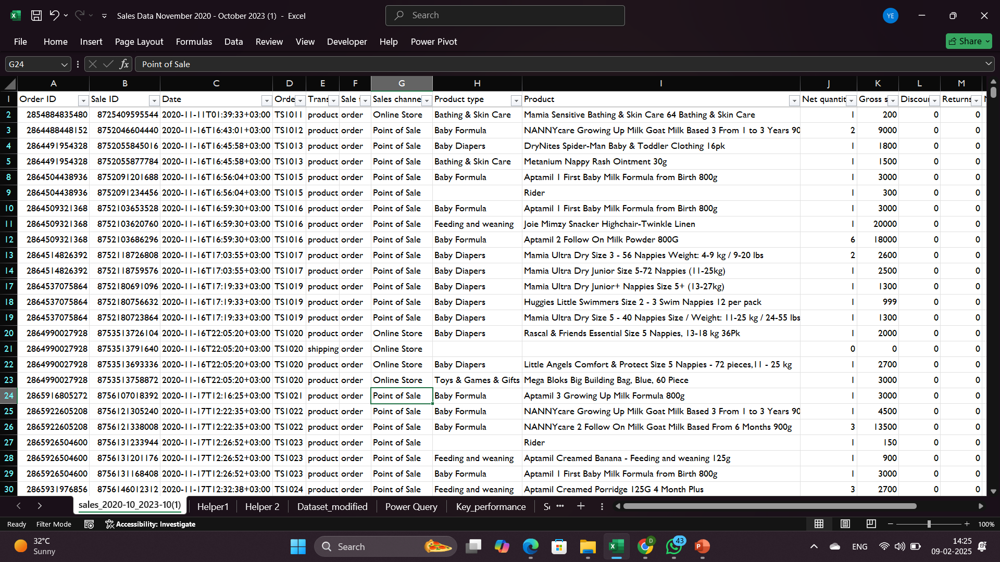 Sales Data November 2020 - October 2023 (1) - Excel
Search
YE
File Home Insert Page Layout Formulas Data Review View Developer Help Power Pivot
Share
G24 fx Point of Sale
A B C D E F G H I J K L M
1 Order ID Sale ID Date Orde Trans Sale Sales channe Product type Product Net quantit Gross s Discou Returns
2 2854884835480 8725409595544 2020-11-11T01:39:33+03:00 TS1011 product order Online Store Bathing & Skin Care Mamia Sensitive Bathing & Skin Care 64 Bathing & Skin Care 1 200 0 0
3 2864488448152 8752046604440 2020-11-16T16:43:01+03:00 TS1012 product order Point of Sale Baby Formula NANNYcare Growing Up Milk Goat Milk Based 3 From 1 to 3 Years 90 2 9000 0 0
4 2864491954328 8752055845016 2020-11-16T16:45:58+03:00 TS1013 product order Point of Sale Baby Diapers DryNites Spider-Man Baby & Toddler Clothing 16pk 1 1800 0 0
5 2864491954328 8752055877784 2020-11-16T16:45:58+03:00 TS1013 product order Point of Sale Bathing & Skin Care Metanium Nappy Rash Ointment 30g 1 1500 0 0
8 2864504438936 8752091201688 2020-11-16T16:56:04+03:00 TS1015 product order Point of Sale Baby Formula Aptamil 1 First Baby Milk Formula from Birth 800g 1 3000 0 0
9 2864504438936 8752091234456 2020-11-16T16:56:04+03:00 TS1015 product order Point of Sale Rider 1 300 0 0
10 2864509321368 8752103653528 2020-11-16T16:59:30+03:00 TS1016 product order Point of Sale Baby Formula Aptamil 1 First Baby Milk Formula from Birth 800g 1 3000 0 0
11 2864509321368 8752103620760 2020-11-16T16:59:30+03:00 TS1016 product order Point of Sale Feeding and weaning Joie Mimzy Snacker Highchair-Twinkle Linen 1 20000 0 0
12 2864509321368 8752103686296 2020-11-16T16:59:30+03:00 TS1016 product order Point of Sale Baby Formula Aptamil 2 Follow On Milk Powder 800G 6 18000 0 0
13 2864514826392 8752118726808 2020-11-16T17:03:55+03:00 TS1017 product order Point of Sale Baby Diapers Mamia Ultra Dry Size 3 - 56 Nappies Weight: 4-9 kg / 9-20 lbs 2 2600 0 0
14 2864514826392 8752118759576 2020-11-16T17:03:55+03:00 TS1017 product order Point of Sale Baby Diapers Mamia Ultra Dry Junior Size 5-72 Nappies (11-25kg) 1 2500 0 0
17 2864537075864 8752180691096 2020-11-16T17:19:33+03:00 TS1019 product order Point of Sale Baby Diapers Mamia Ultra Dry Junior+ Nappies Size 5+ (13-27kg) 1 1300 0 0
18 2864537075864 8752180756632 2020-11-16T17:19:33+03:00 TS1019 product order Point of Sale Baby Diapers Huggies Little Swimmers Size 2 - 3 Swim Nappies 12 per pack 1 999 0 0
19 2864537075864 8752180723864 2020-11-16T17:19:33+03:00 TS1019 product order Point of Sale Baby Diapers Mamia Ultra Dry Size 5 - 40 Nappies Size / Weight: 11-25 kg / 24-55 lbs 1 1300 0 0
20 2864990027928 8753513726104 2020-11-16T22:05:20+03:00 TS1020 product order Online Store Baby Diapers Rascal & Friends Essential Size 5 Nappies, 13-18 kg 36Pk 1 2000 0 0
21 2864990027928 8753513791640 2020-11-16T22:05:20+03:00 TS1020 shipping order Online Store 0 0 0 0
22 2864990027928 8753513693336 2020-11-16T22:05:20+03:00 TS1020 product order Online Store Baby Diapers Little Angels Comfort & Protect Size 5 Nappies - 72 pieces,11 - 25 kg 1 2700 0 0
23 2864990027928 8753513758872 2020-11-16T22:05:20+03:00 TS1020 product order Online Store Toys & Games & Gifts Mega Bloks Big Building Bag, Blue, 60 Piece 1 3000 0 0
24 2865916805272 8756107018392 2020-11-17T12:16:25+03:00 TS1021 product order Point of Sale Baby Formula Aptamil 3 Growing Up Milk Formula 800g 1 3000 0 0
25 2865922605208 8756121305240 2020-11-17T12:22:35+03:00 TS1022 product order Point of Sale Baby Formula NANNYcare Growing Up Milk Goat Milk Based 3 From 1 to 3 Years 90 1 4500 0 0
26 2865922605208 8756121338008 2020-11-17T12:22:35+03:00 TS1022 product order Point of Sale Baby Formula NANNYcare 2 Follow On Milk Goat Milk Based From 6 Months 900g 3 13500 0 0
27 2865926504600 8756131233944 2020-11-17T12:26:52+03:00 TS1023 product order Point of Sale Rider 1 150 0 0
28 2865926504600 8756131201176 2020-11-17T12:26:52+03:00 TS1023 product order Point of Sale Feeding and weaning Aptamil Creamed Banana - Feeding and weaning 125g 1 900 0 0
29 2865926504600 8756131168408 2020-11-17T12:26:52+03:00 TS1023 product order Point of Sale Baby Formula Aptamil 1 First Baby Milk Formula from Birth 800g 1 3000 0 0
30 2865931976856 8756146012312 2020-11-17T12:32:38+03:00 TS1024 product order Point of Sale Feeding and weaning Aptamil Creamed Porridge 125G 4 Month Plus 3 2700 0 0
sales_2020-10_2023-10(1) Helper1 Helper 2 Dataset_modified Power Query Key_performance
Ready Filter Mode Accessibility: Investigate 100%
32°C
Sunny
Search
43
ENG
14:25
09-02-2025